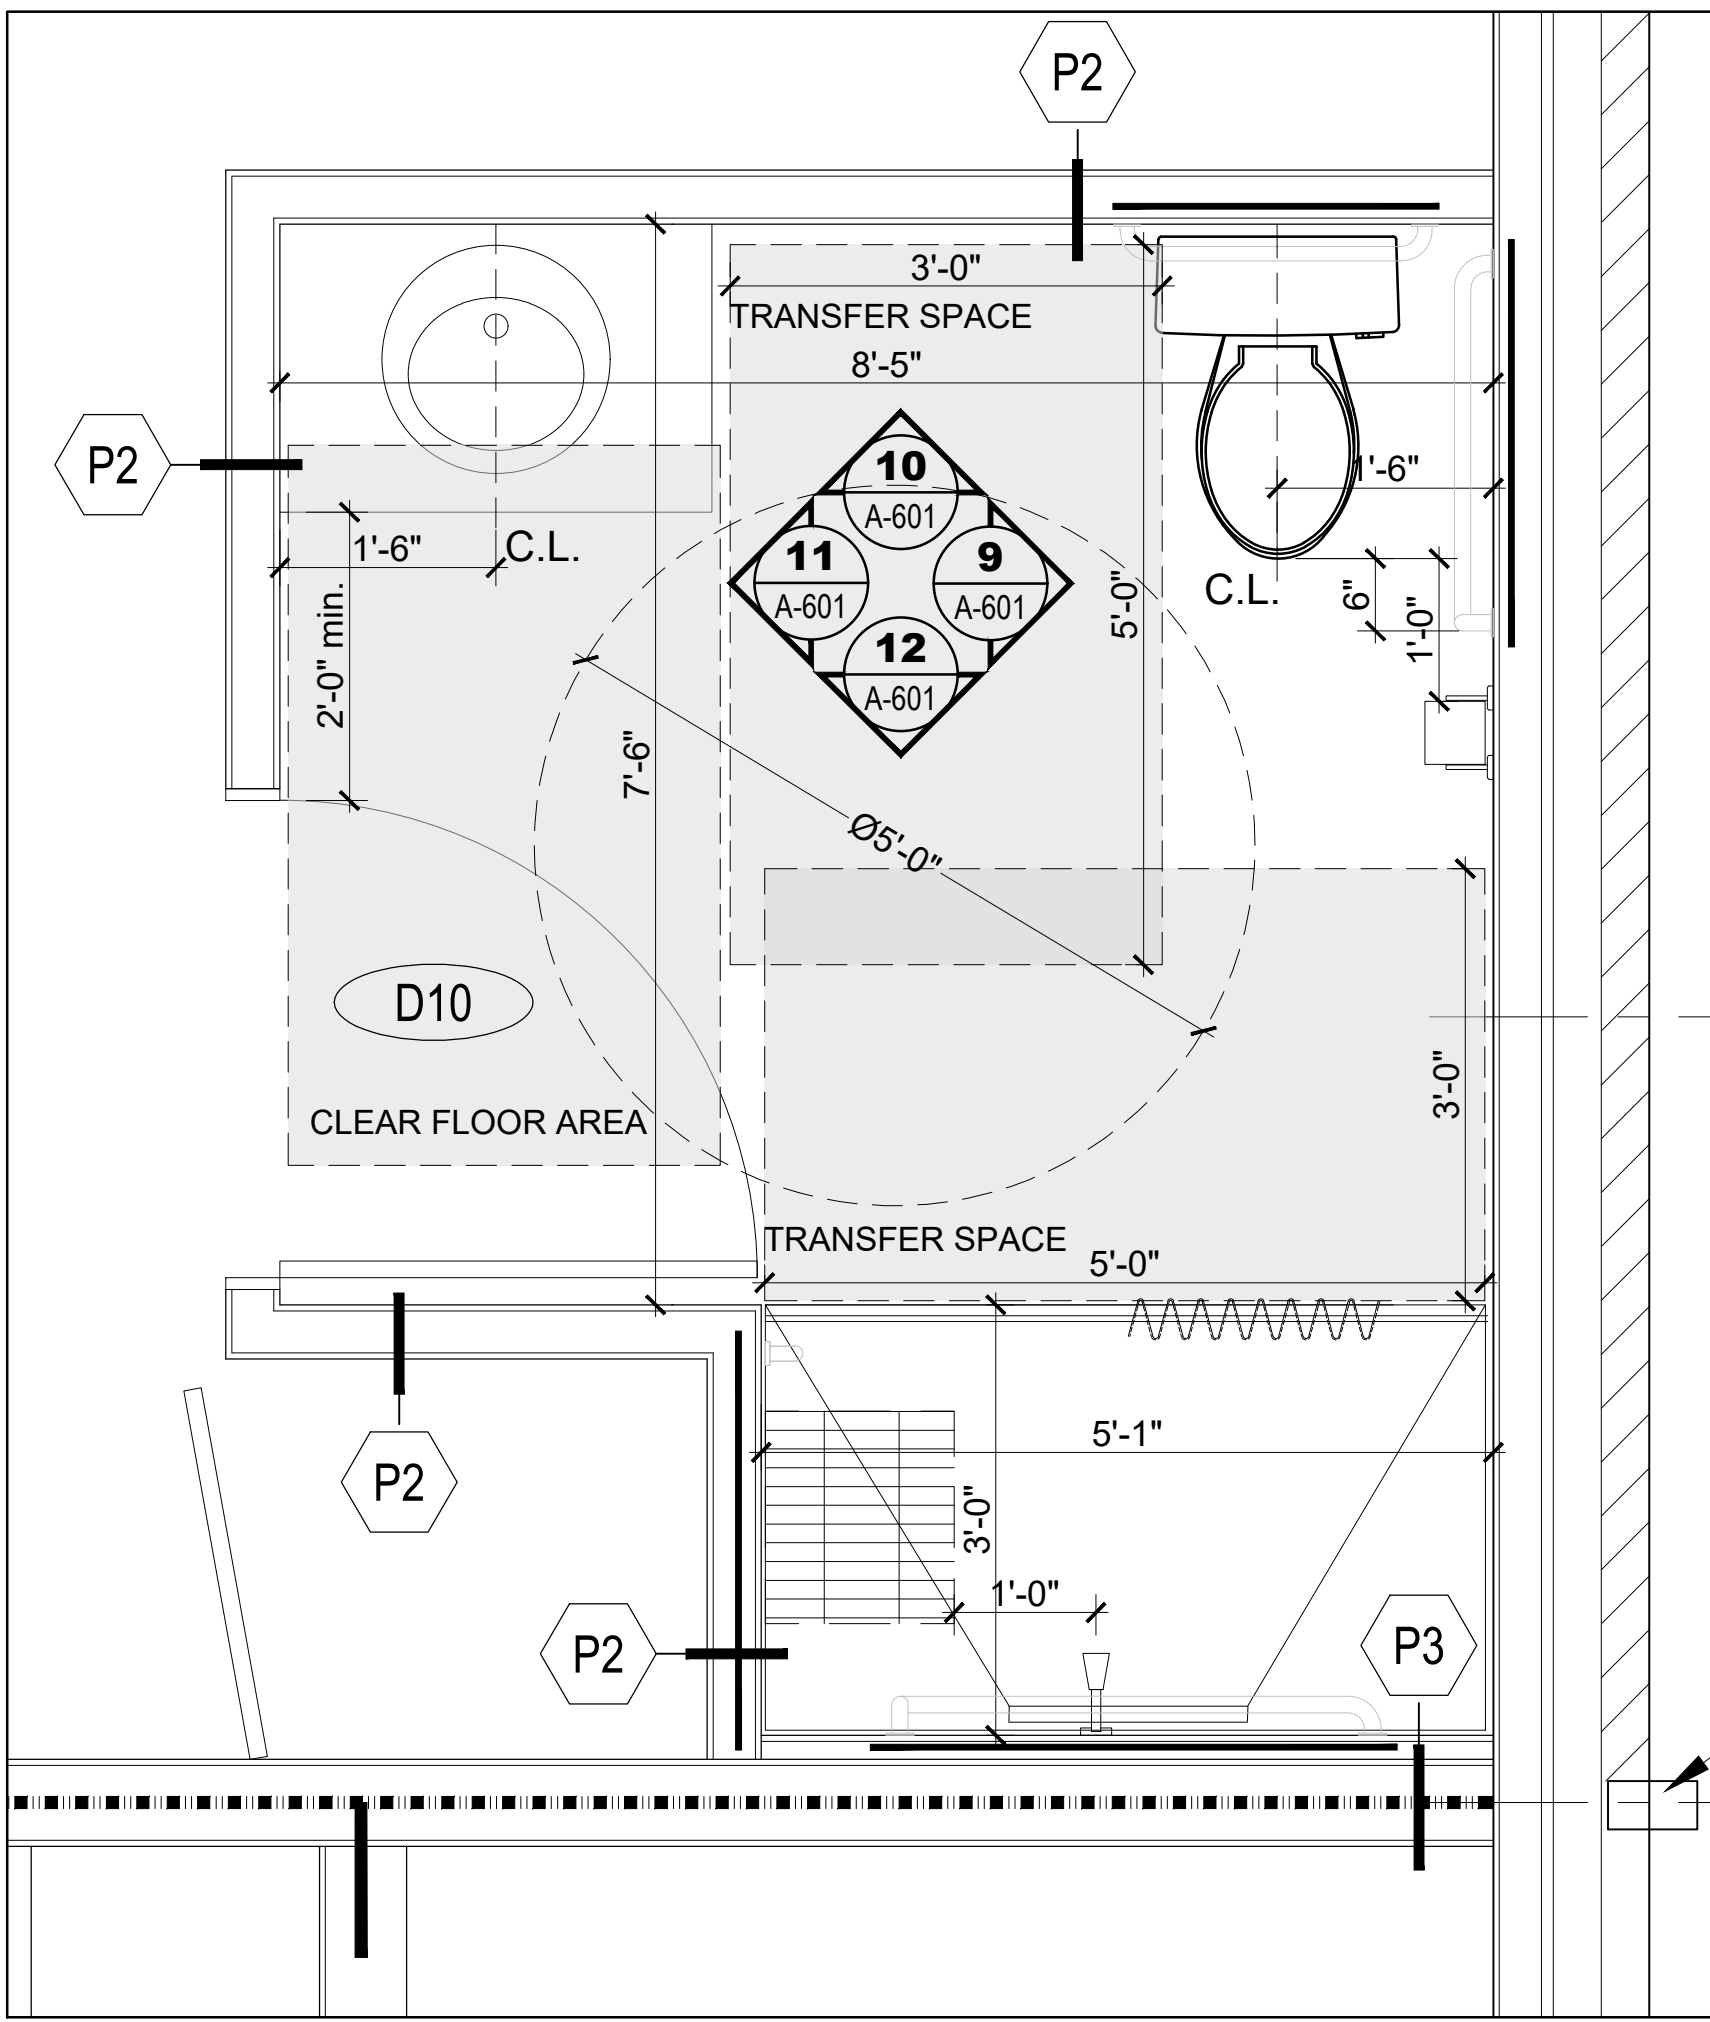 P2
3'-0"
TRANSFER SPACE
8'-5"
P2
10
A-601
11
A-601
9
A-601
12
A-601
1'-6"
1'-6"
C.L.
C.L.
2'-0" min.
5'-0"
6"
1'-0"
7'-6"
Ø5'-0"
D10
3'-0"
CLEAR FLOOR AREA
TRANSFER SPACE
5'-0"
5'-1"
P2
3'-0"
1'-0"
P2
P3